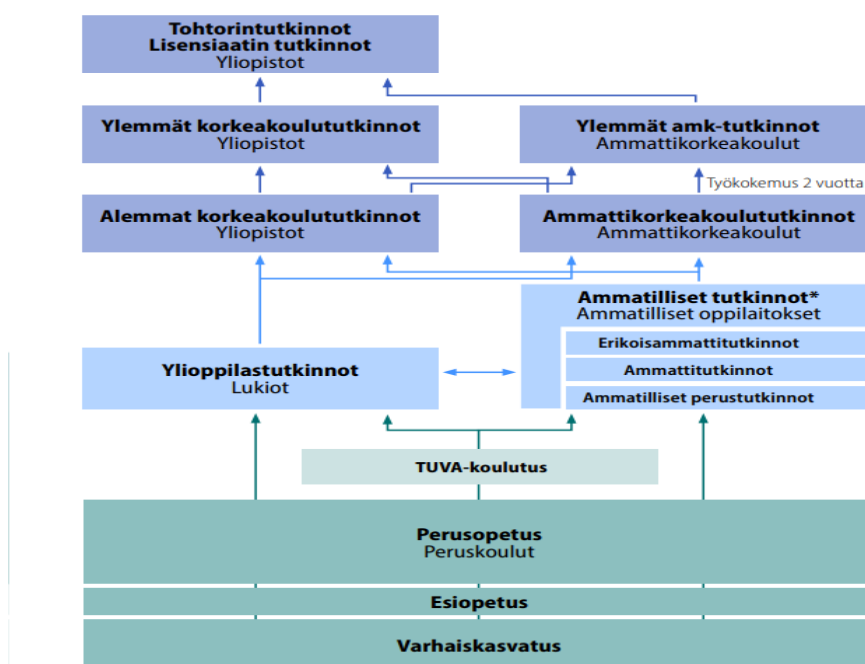 Tohtorintutkinnot
Lisensiaatin tutkinnot
Yliopistot
Ylemmät korkeakoulututkinnot
Yliopistot
Ylemmät amk-tutkinnot
Ammattikorkeakoulut
Työkokemus 2 vuotta
Alemmat korkeakoulututkinnot
Yliopistot
Ammattikorkeakoulututkinnot
Ammattikorkeakoulut
Ammatilliset tutkinnot*
Ammatilliset oppilaitokset
Erikoisammattitutkinnot
Ammattitutkinnot
Ammatilliset perustutkinnot
Ylioppilastutkinnot
Lukiot
TUVA-koulutus
Perusopetus
Peruskoulut
Esiopetus
Varhaiskasvatus